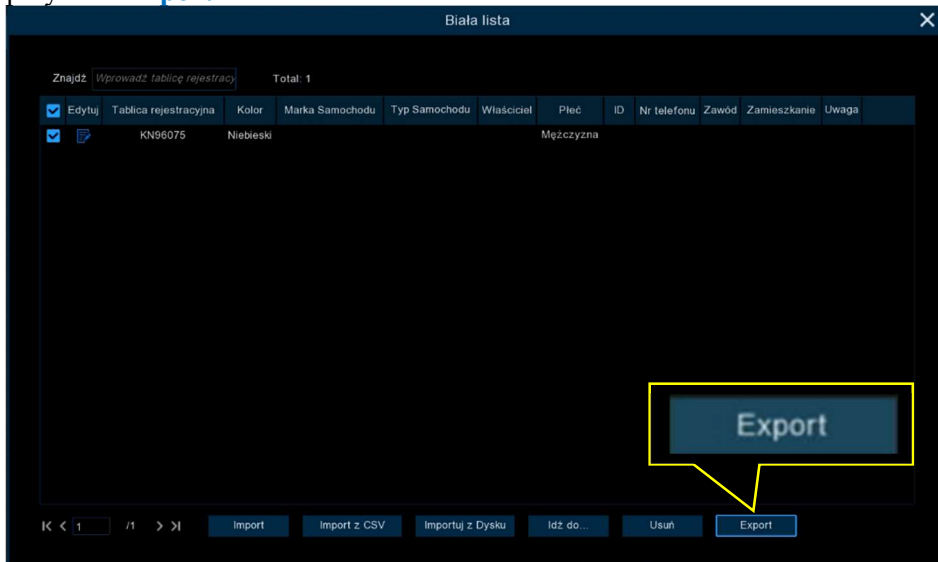 Biała lista
Znajdź Wprowadź tablicę rejestracy Total: 1
Edytuj Tablica rejestracyjna Kolor Marka Samochodu Typ Samochodu Właściciel Płeć ID Nr telefonu Zawód Zamieszkanie Uwaga
KN96075 Niebieski Mężczyzna
Export
1 /1 Import Import z CSV Importuj z Dysku Idź do... Usuń Export